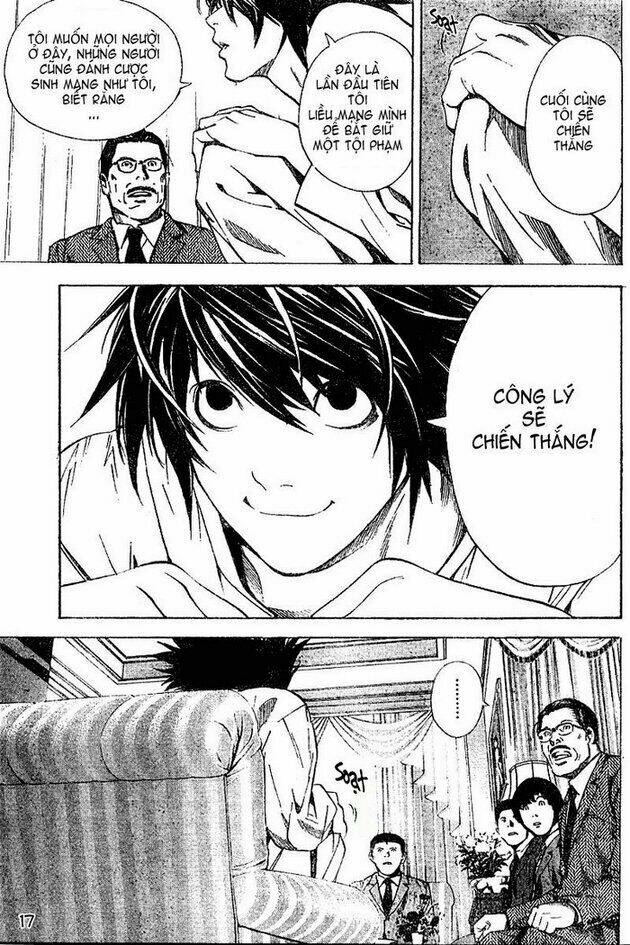 Soạt
CUỐI CÙNG
TÔI SẼ
CHIẾN
THẮNG
ĐÂY LÀ
LẦN ĐẦU TIÊN
TÔI
LIỀU MẠNG MÌNH
ĐỂ BẮT GIỮ
MỘT TỘI PHẠM
TÔI MUỐN MỌI NGƯỜI
Ở ĐÂY, NHỮNG NGƯỜI
CŨNG ĐÁNH CƯỢC
SINH MẠNG NHƯ TÔI,
BIẾT RẰNG
...
CÔNG LÝ
SẼ
CHIẾN THẮNG!
......
Soạt
17